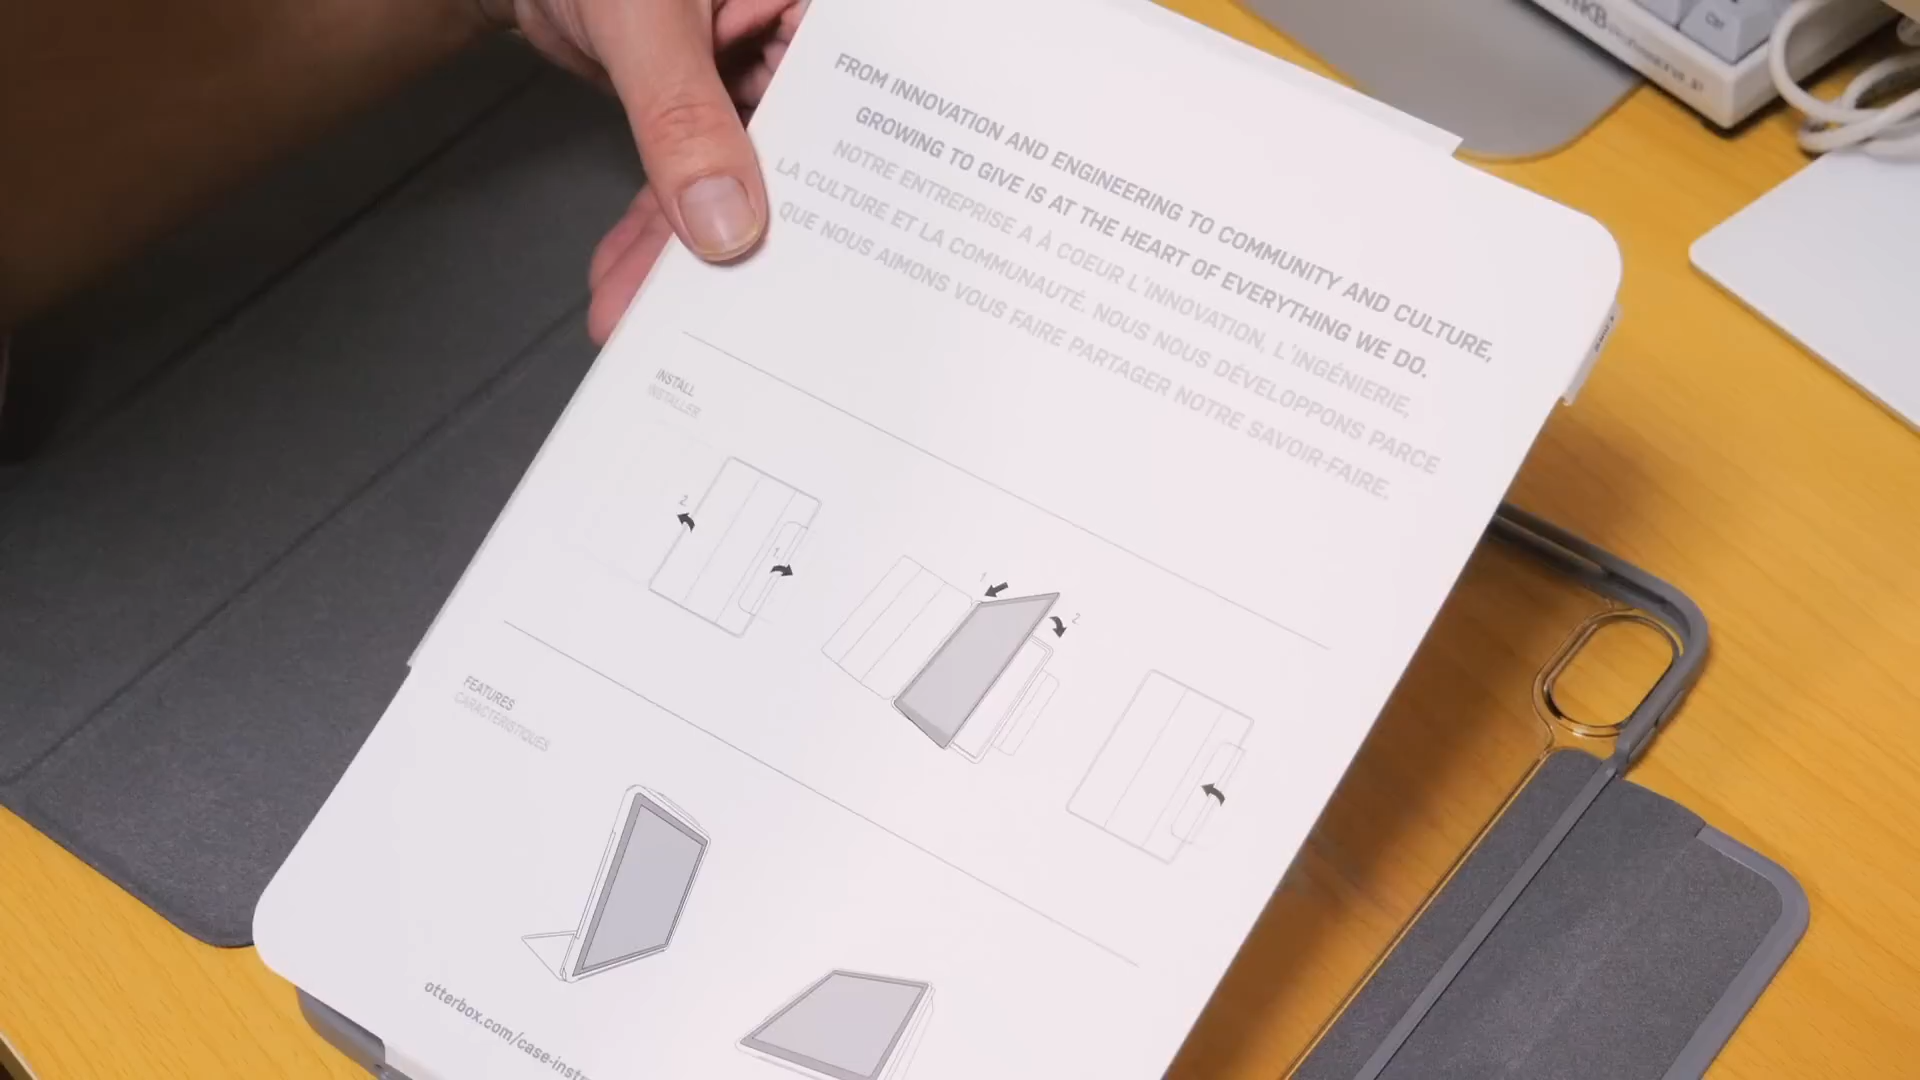 FROM INNOVATION AND ENGINEERING TO COMMUNITY AND CULTURE,
GROWING TO GIVE IS AT THE HEART OF EVERYTHING WE DO.
NOTRE ENTREPRISE A À COEUR L'INNOVATION, L'INGÉNIERIE,
LA CULTURE ET LA COMMUNAUTÉ. NOUS NOUS DÉVELOPPONS PARCE
QUE NOUS AIMONS VOUS FAIRE PARTAGER NOTRE SAVOIR-FAIRE.
INSTALL
INSTALLER
2.
1.
1.
2.
FEATURES
CARACTÉRISTIQUES
otterbox.com/case-inst